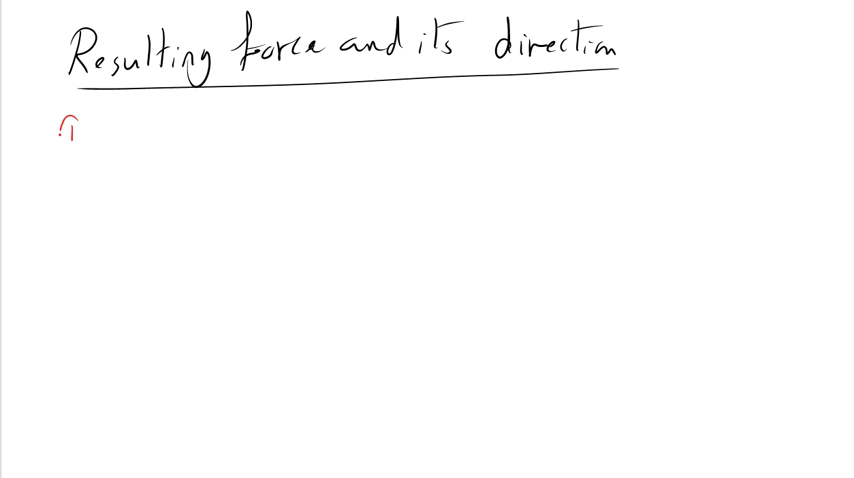 Resulting force and its direction